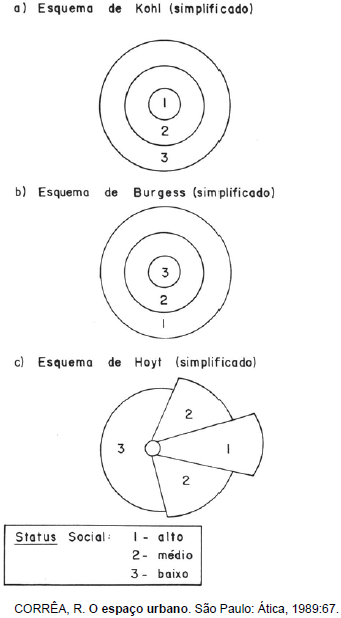 a) Esquema de Kohl (simplificado)
1
2
3
b) Esquema de Burgess (simplificado)
3
2
1
c) Esquema de Hoyt (simplificado)
2
3
1
2
Status Social: 1 - alto
2 - médio
3 - baixo
CORRÊA, R. O espaço urbano. São Paulo: Ática, 1989:67.